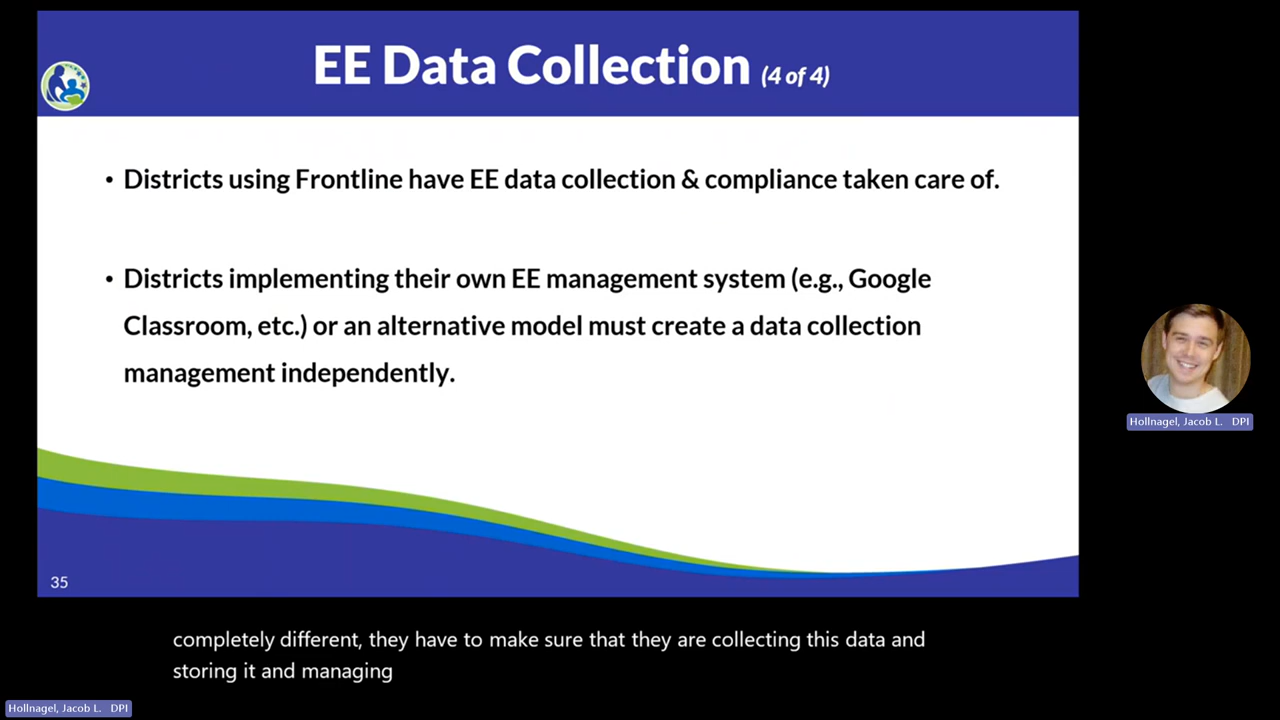 EE Data Collection (4 of 4)
• Districts using Frontline have EE data collection & compliance taken care of.
• Districts implementing their own EE management system (e.g., Google
Classroom, etc.) or an alternative model must create a data collection
management independently.
Hollnagel, Jacob L. DPI
35
completely different, they have to make sure that they are collecting this data and
storing it and managing
Hollnagel, Jacob L. DPI